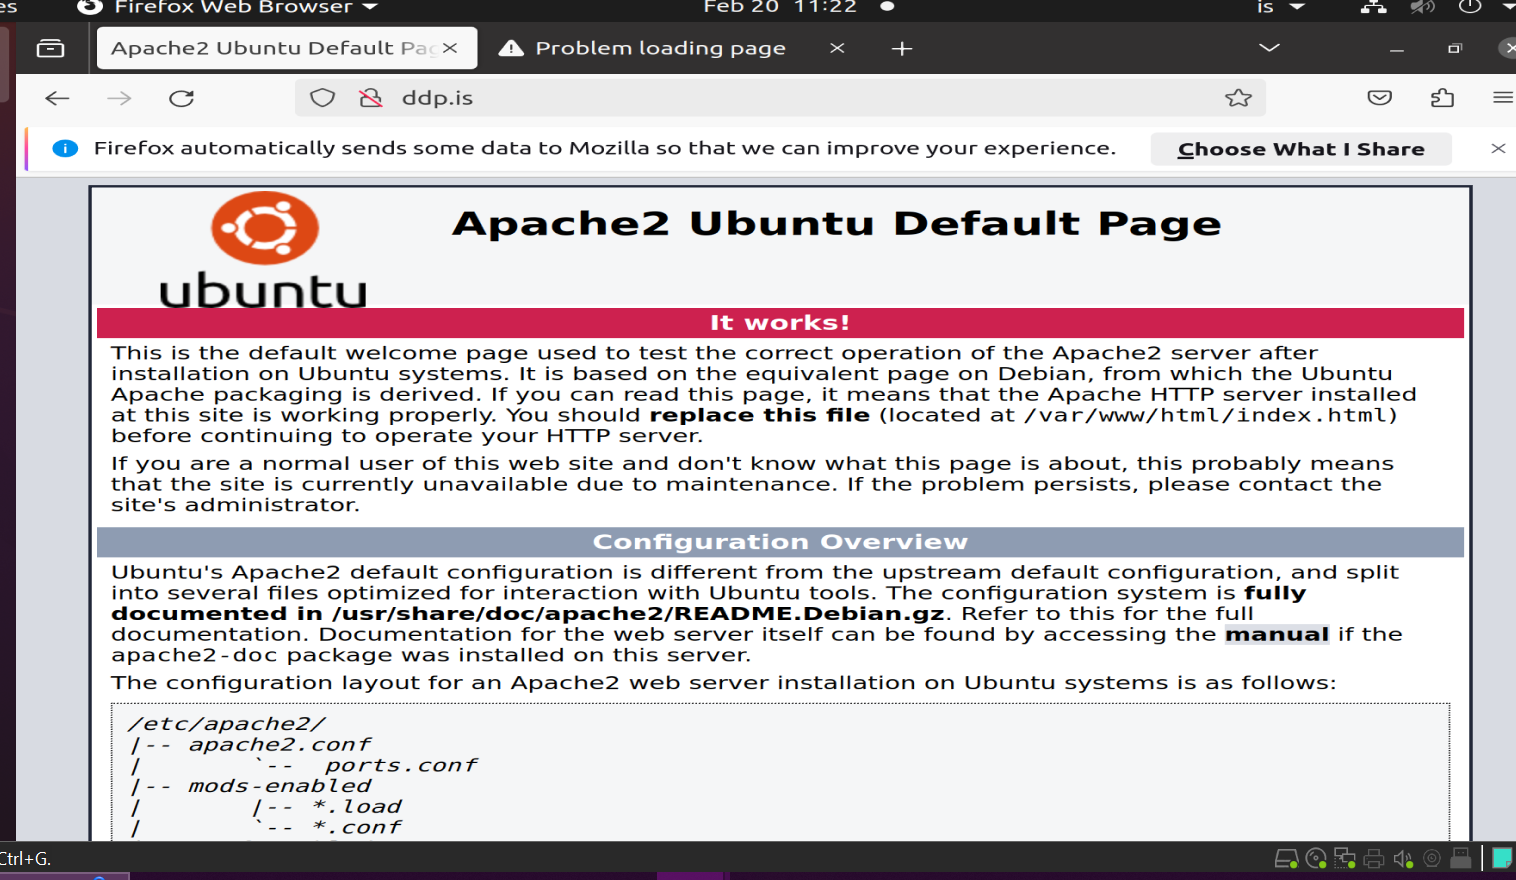 es Firefox Web Browser Feb 20 11:22 is
Apache2 Ubuntu Default Pag Problem loading page
ddp.is
Firefox automatically sends some data to Mozilla so that we can improve your experience. Choose What I Share
ubuntu
Apache2 Ubuntu Default Page
It works!
This is the default welcome page used to test the correct operation of the Apache2 server after
installation on Ubuntu systems. It is based on the equivalent page on Debian, from which the Ubuntu
Apache packaging is derived. If you can read this page, it means that the Apache HTTP server installed
at this site is working properly. You should replace this file (located at /var/www/html/index.html)
before continuing to operate your HTTP server.
If you are a normal user of this web site and don't know what this page is about, this probably means
that the site is currently unavailable due to maintenance. If the problem persists, please contact the
site's administrator.
Configuration Overview
Ubuntu's Apache2 default configuration is different from the upstream default configuration, and split
into several files optimized for interaction with Ubuntu tools. The configuration system is fully
documented in /usr/share/doc/apache2/README.Debian.gz. Refer to this for the full
documentation. Documentation for the web server itself can be found by accessing the manual if the
apache2-doc package was installed on this server.
The configuration layout for an Apache2 web server installation on Ubuntu systems is as follows:
/etc/apache2/
|-- apache2.conf
|       `--  ports.conf
|-- mods-enabled
|       |-- *.load
|       `-- *.conf
Ctrl+G.